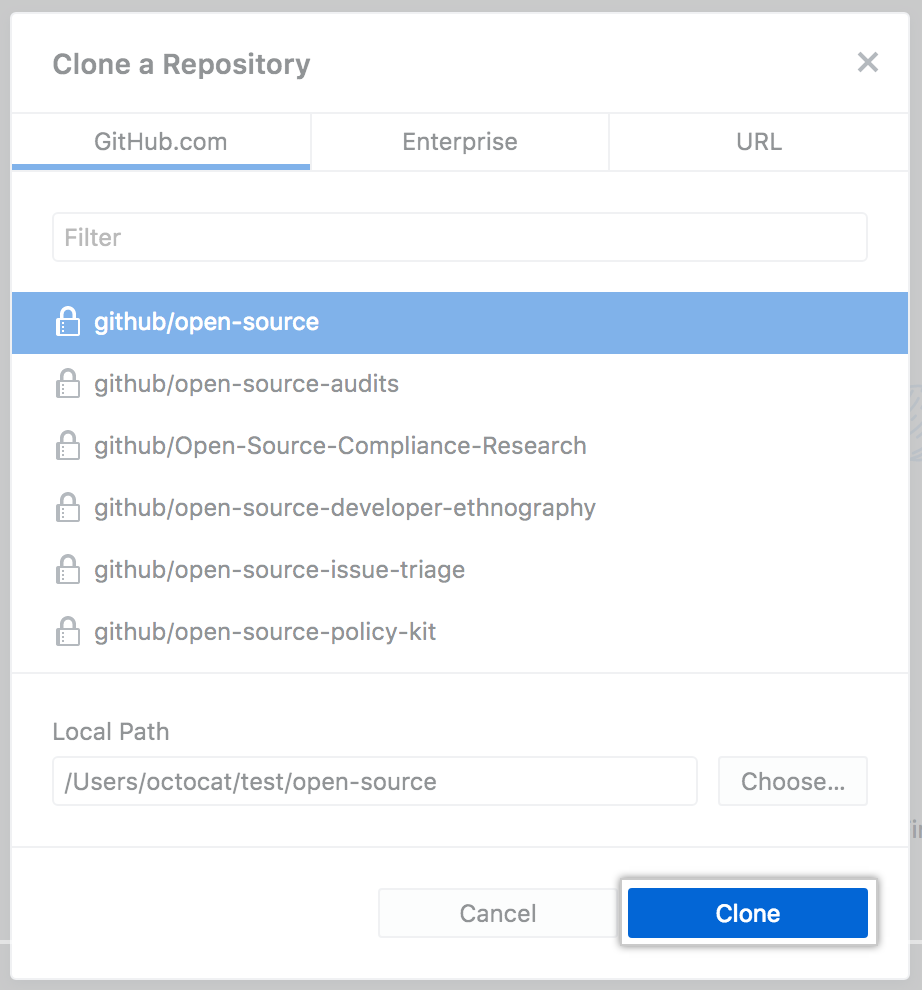 Clone a Repository
GitHub.com
Enterprise
URL
Filter
github/open-source
github/open-source-audits
github/Open-Source-Compliance-Research
github/open-source-developer-ethnography
github/open-source-issue-triage
github/open-source-policy-kit
Local Path
/Users/octocat/test/open-source
Choose...
Cancel
Clone